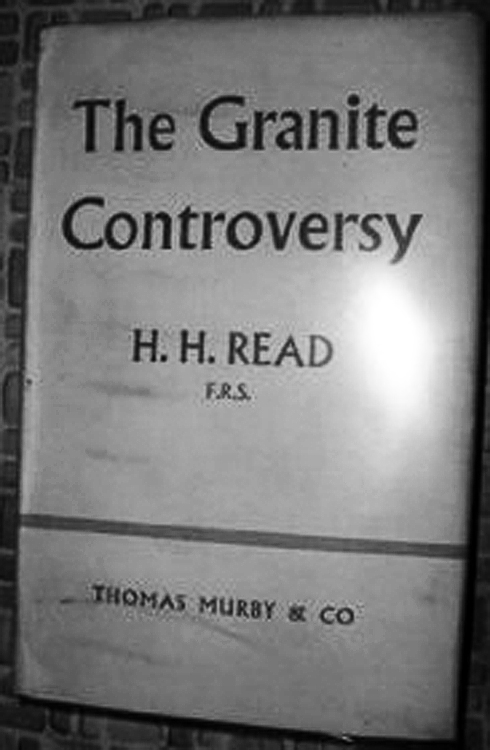 The Granite
Controversy
H. H. READ
F.R.S.
THOMAS MURBY & CO